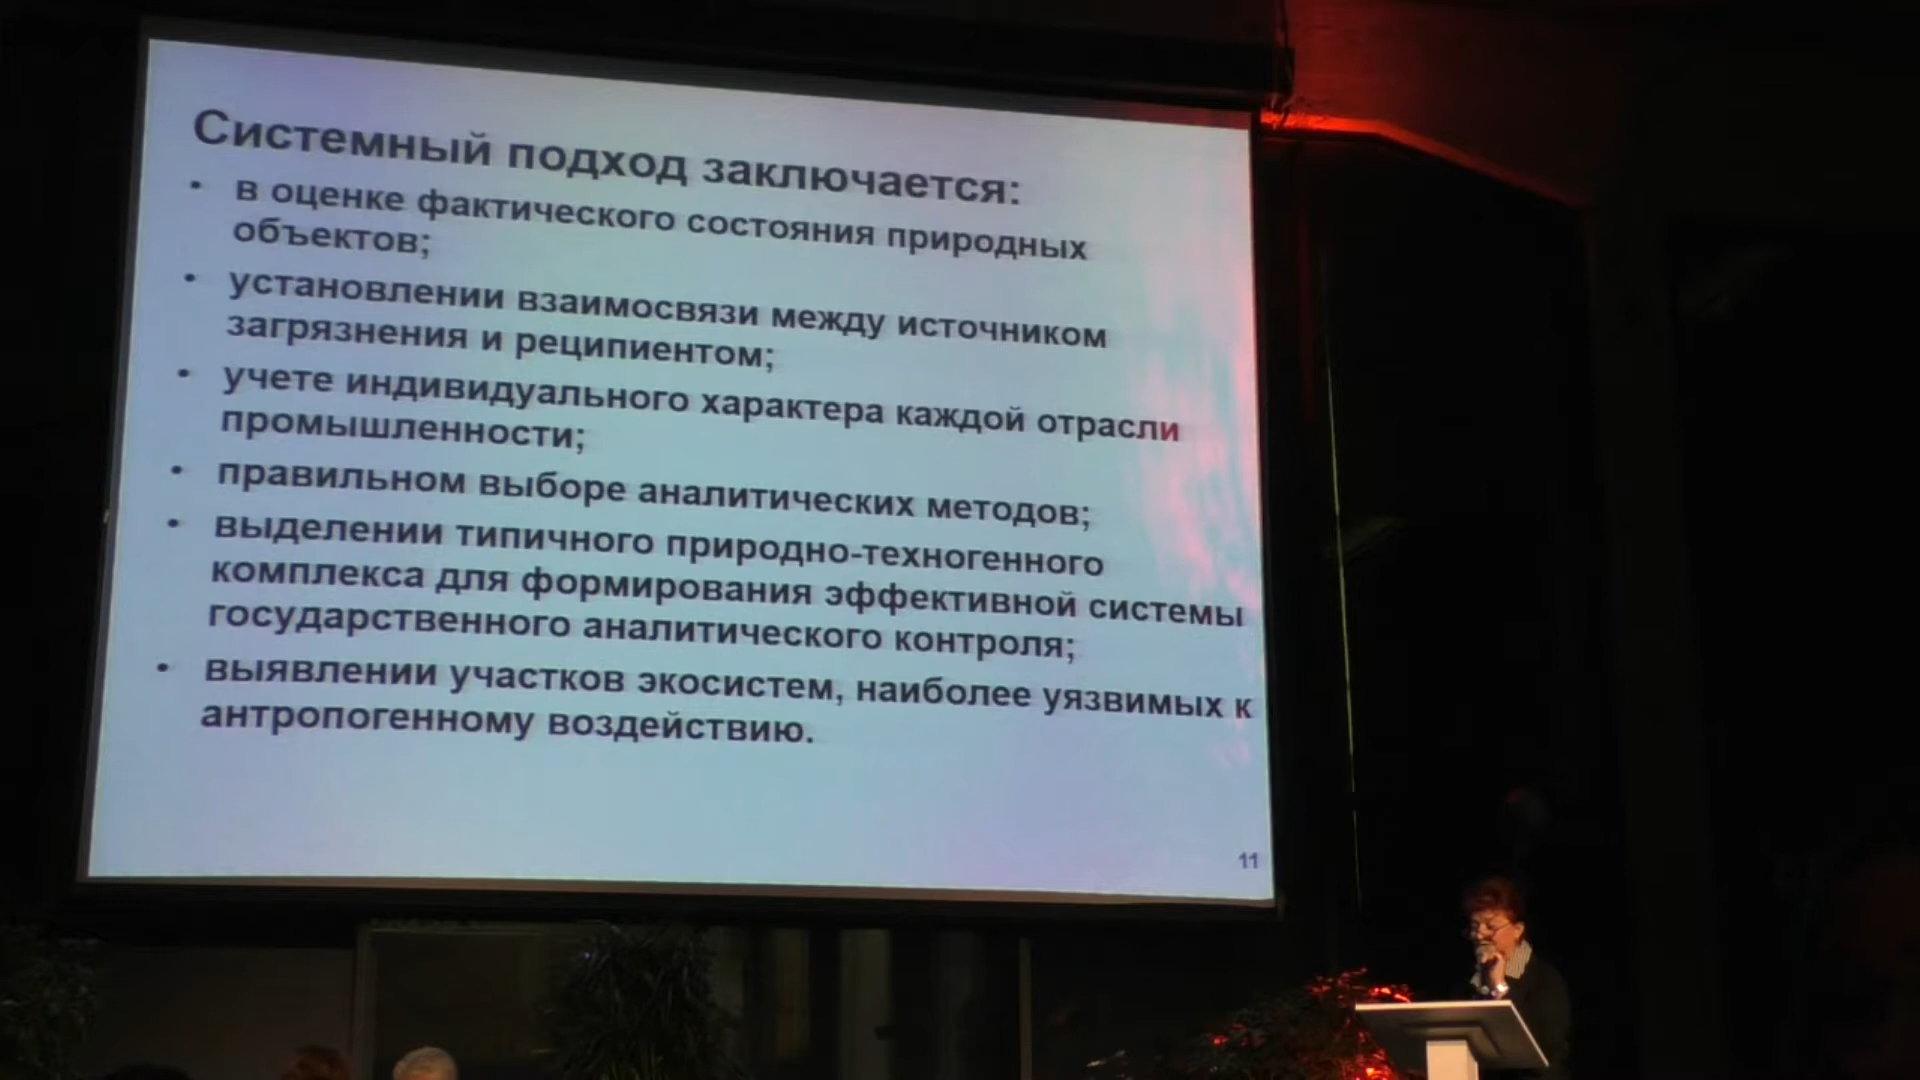 Системный подход заключается:
• в оценке фактического состояния природных
объектов;
• установлении взаимосвязи между источником
загрязнения и реципиентом;
• учете индивидуального характера каждой отрасли
промышленности;
• правильном выборе аналитических методов;
• выделении типичного природно-техногенного
комплекса для формирования эффективной системы
государственного аналитического контроля;
• выявлении участков экосистем, наиболее уязвимых к
антропогенному воздействию.
11